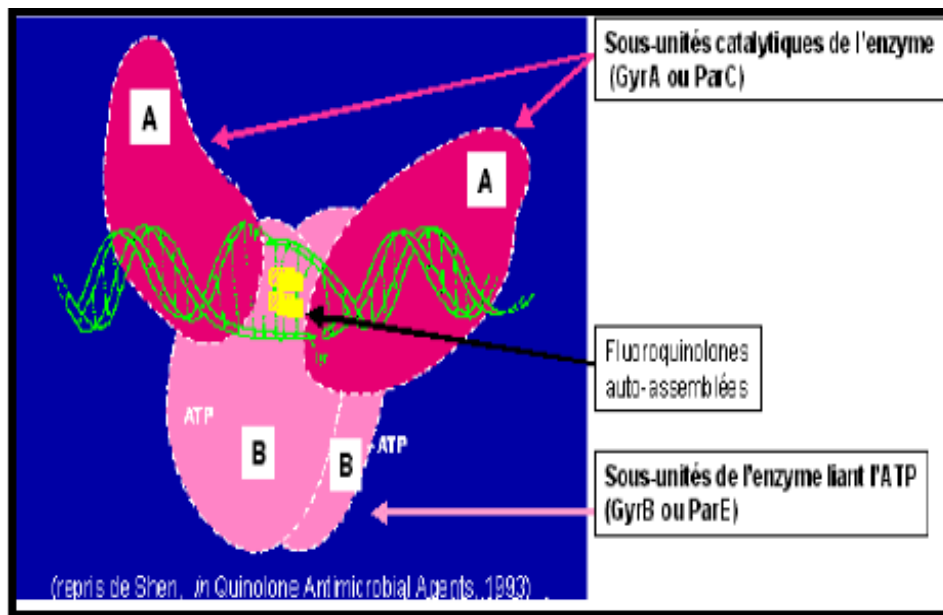 Sous-unités catalytiques de l'enzyme
(GyrA ou ParC)
A
A
Fluoroquinolones
auto-assemblées
ATP
B
B
ATP
Sous-unités de l'enzyme liant l'ATP
(GyrB ou ParE)
(repris de Shen, in Quinolone Antimicrobial Agents, 1993)